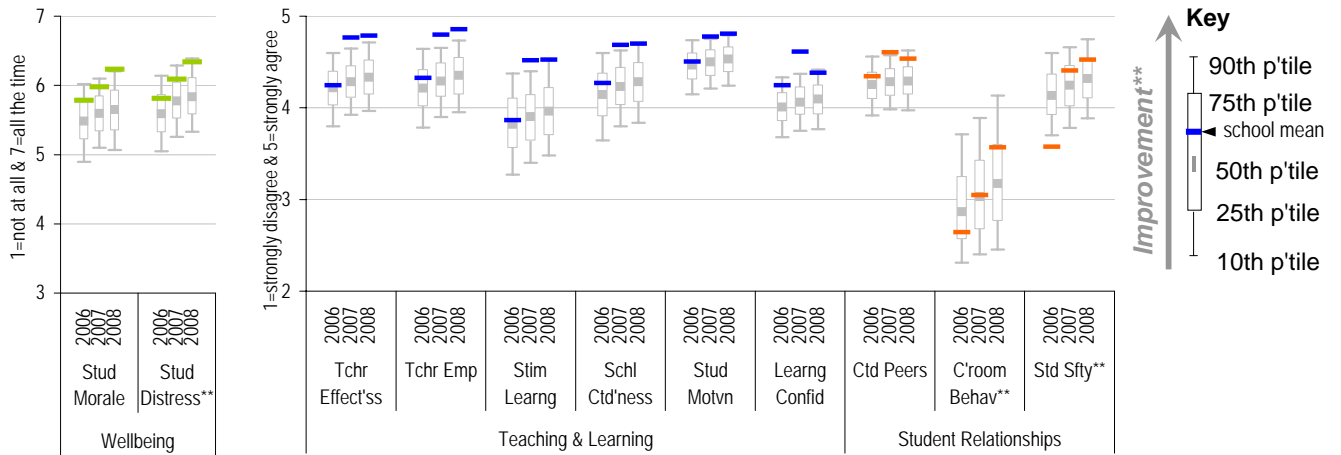 1=not at all & 7=all the time
7
6
5
4
3
2006
2007
2008
2006
2007
2008
Stud
Morale
Stud
Distress**
Wellbeing
1=strongly disagree & 5=strongly agree
5
4
3
2
2006
2007
2008
2006
2007
2008
2006
2007
2008
2006
2007
2008
2006
2007
2008
2006
2007
2008
2006
2007
2008
2006
2007
2008
2006
2007
2008
Tchr
Effect'ss
Tchr Emp
Stim
Learng
Schl
Ctd'ness
Stud
Motvn
Learng
Confid
Ctd Peers
C'room
Behav**
Std Sfty**
Teaching & Learning
Student Relationships
Improvement**
Key
90th p'tile
75th p'tile
school mean
50th p'tile
25th p'tile
10th p'tile